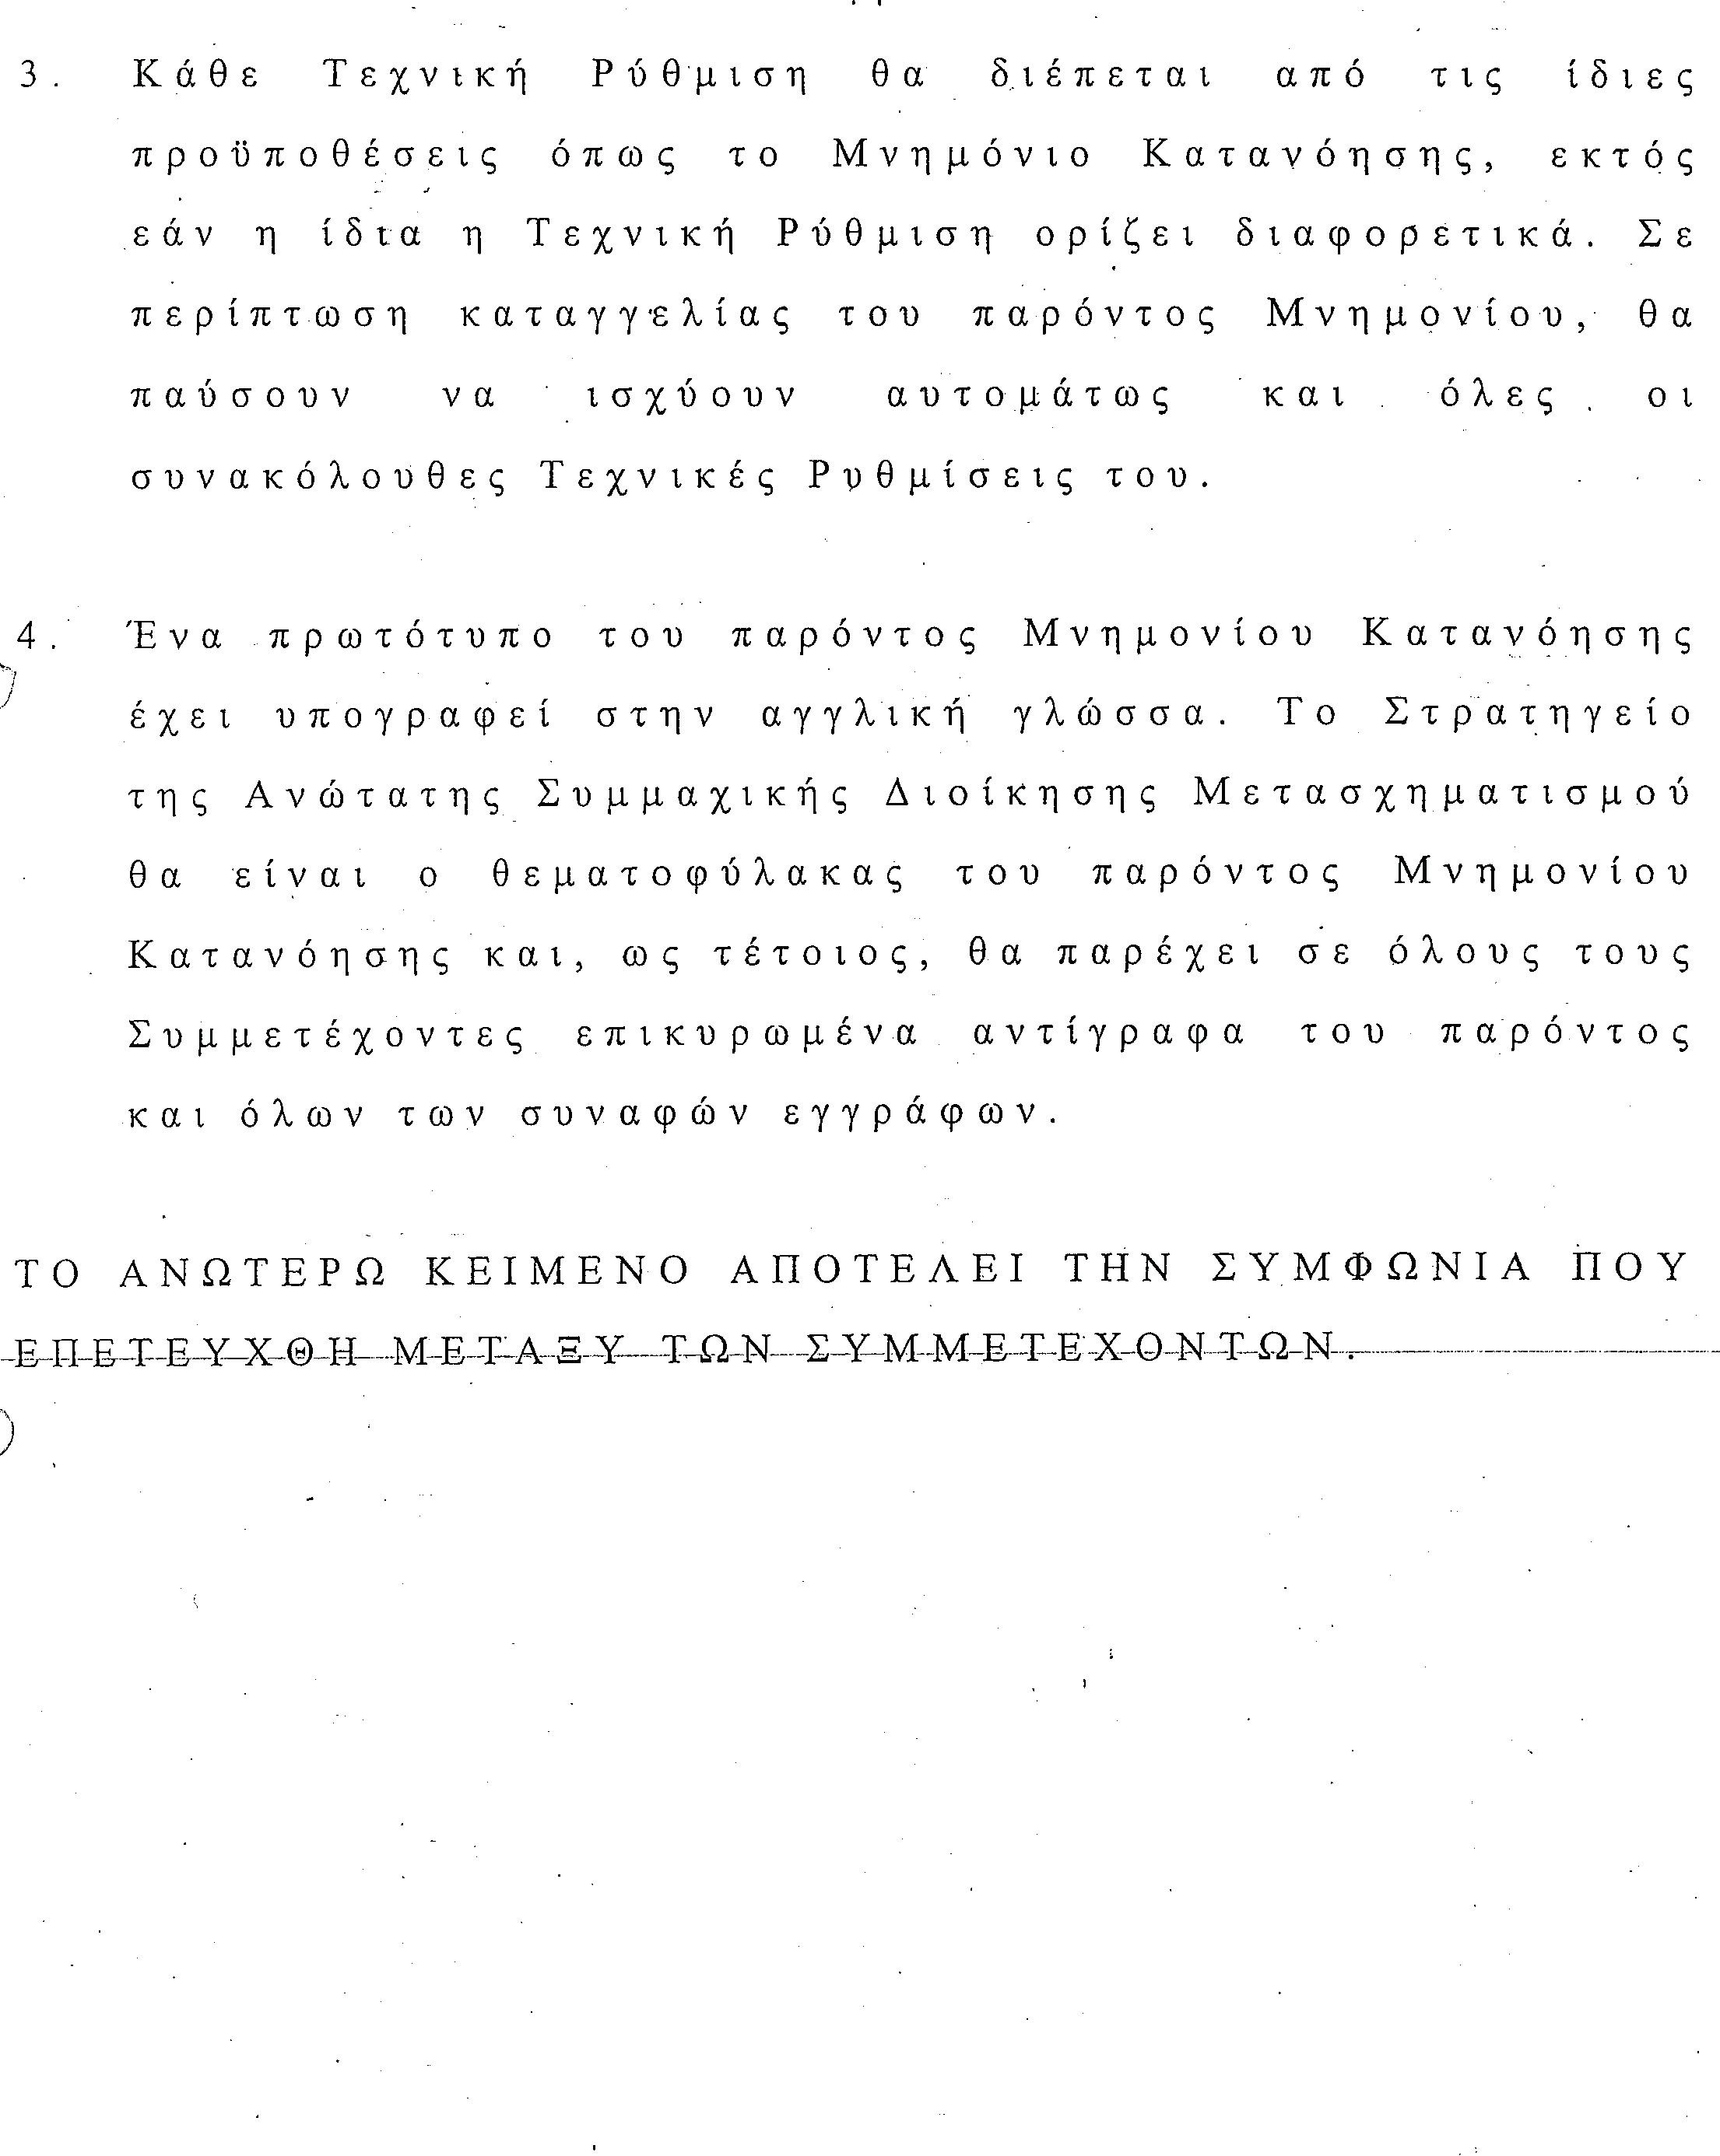 3. Κάθε Τεχνική Ρύθμιση θα διέπεται από τις ίδιες
προϋποθέσεις όπως το Μνημόνιο Κατανόησης, εκτός
εάν η ίδια η Τεχνική Ρύθμιση ορίζει διαφορετικά. Σε
περίπτωση καταγγελίας του παρόντος Μνημονίου, θα
παύσουν να ισχύουν αυτομάτως και όλες οι
συνακόλουθες Τεχνικές Ρυθμίσεις του.
4. Ένα πρωτότυπο του παρόντος Μνημονίου Κατανόησης
έχει υπογραφεί στην αγγλική γλώσσα. Το Στρατηγείο
της Ανώτατης Συμμαχικής Διοίκησης Μετασχηματισμού
θα είναι ο θεματοφύλακας του παρόντος Μνημονίου
Κατανόησης και, ως τέτοιος, θα παρέχει σε όλους τους
Συμμετέχοντες επικυρωμένα αντίγραφα του παρόντος
και όλων των συναφών εγγράφων.
ΤΟ ΑΝΩΤΕΡΩ ΚΕΙΜΕΝΟ ΑΠΟΤΕΛΕΙ ΤΗΝ ΣΥΜΦΩΝΙΑ ΠΟΥ
ΕΠΕΤΕΥΧΘΗ ΜΕΤΑΞΥ ΤΩΝ ΣΥΜΜΕΤΕΧΟΝΤΩΝ.